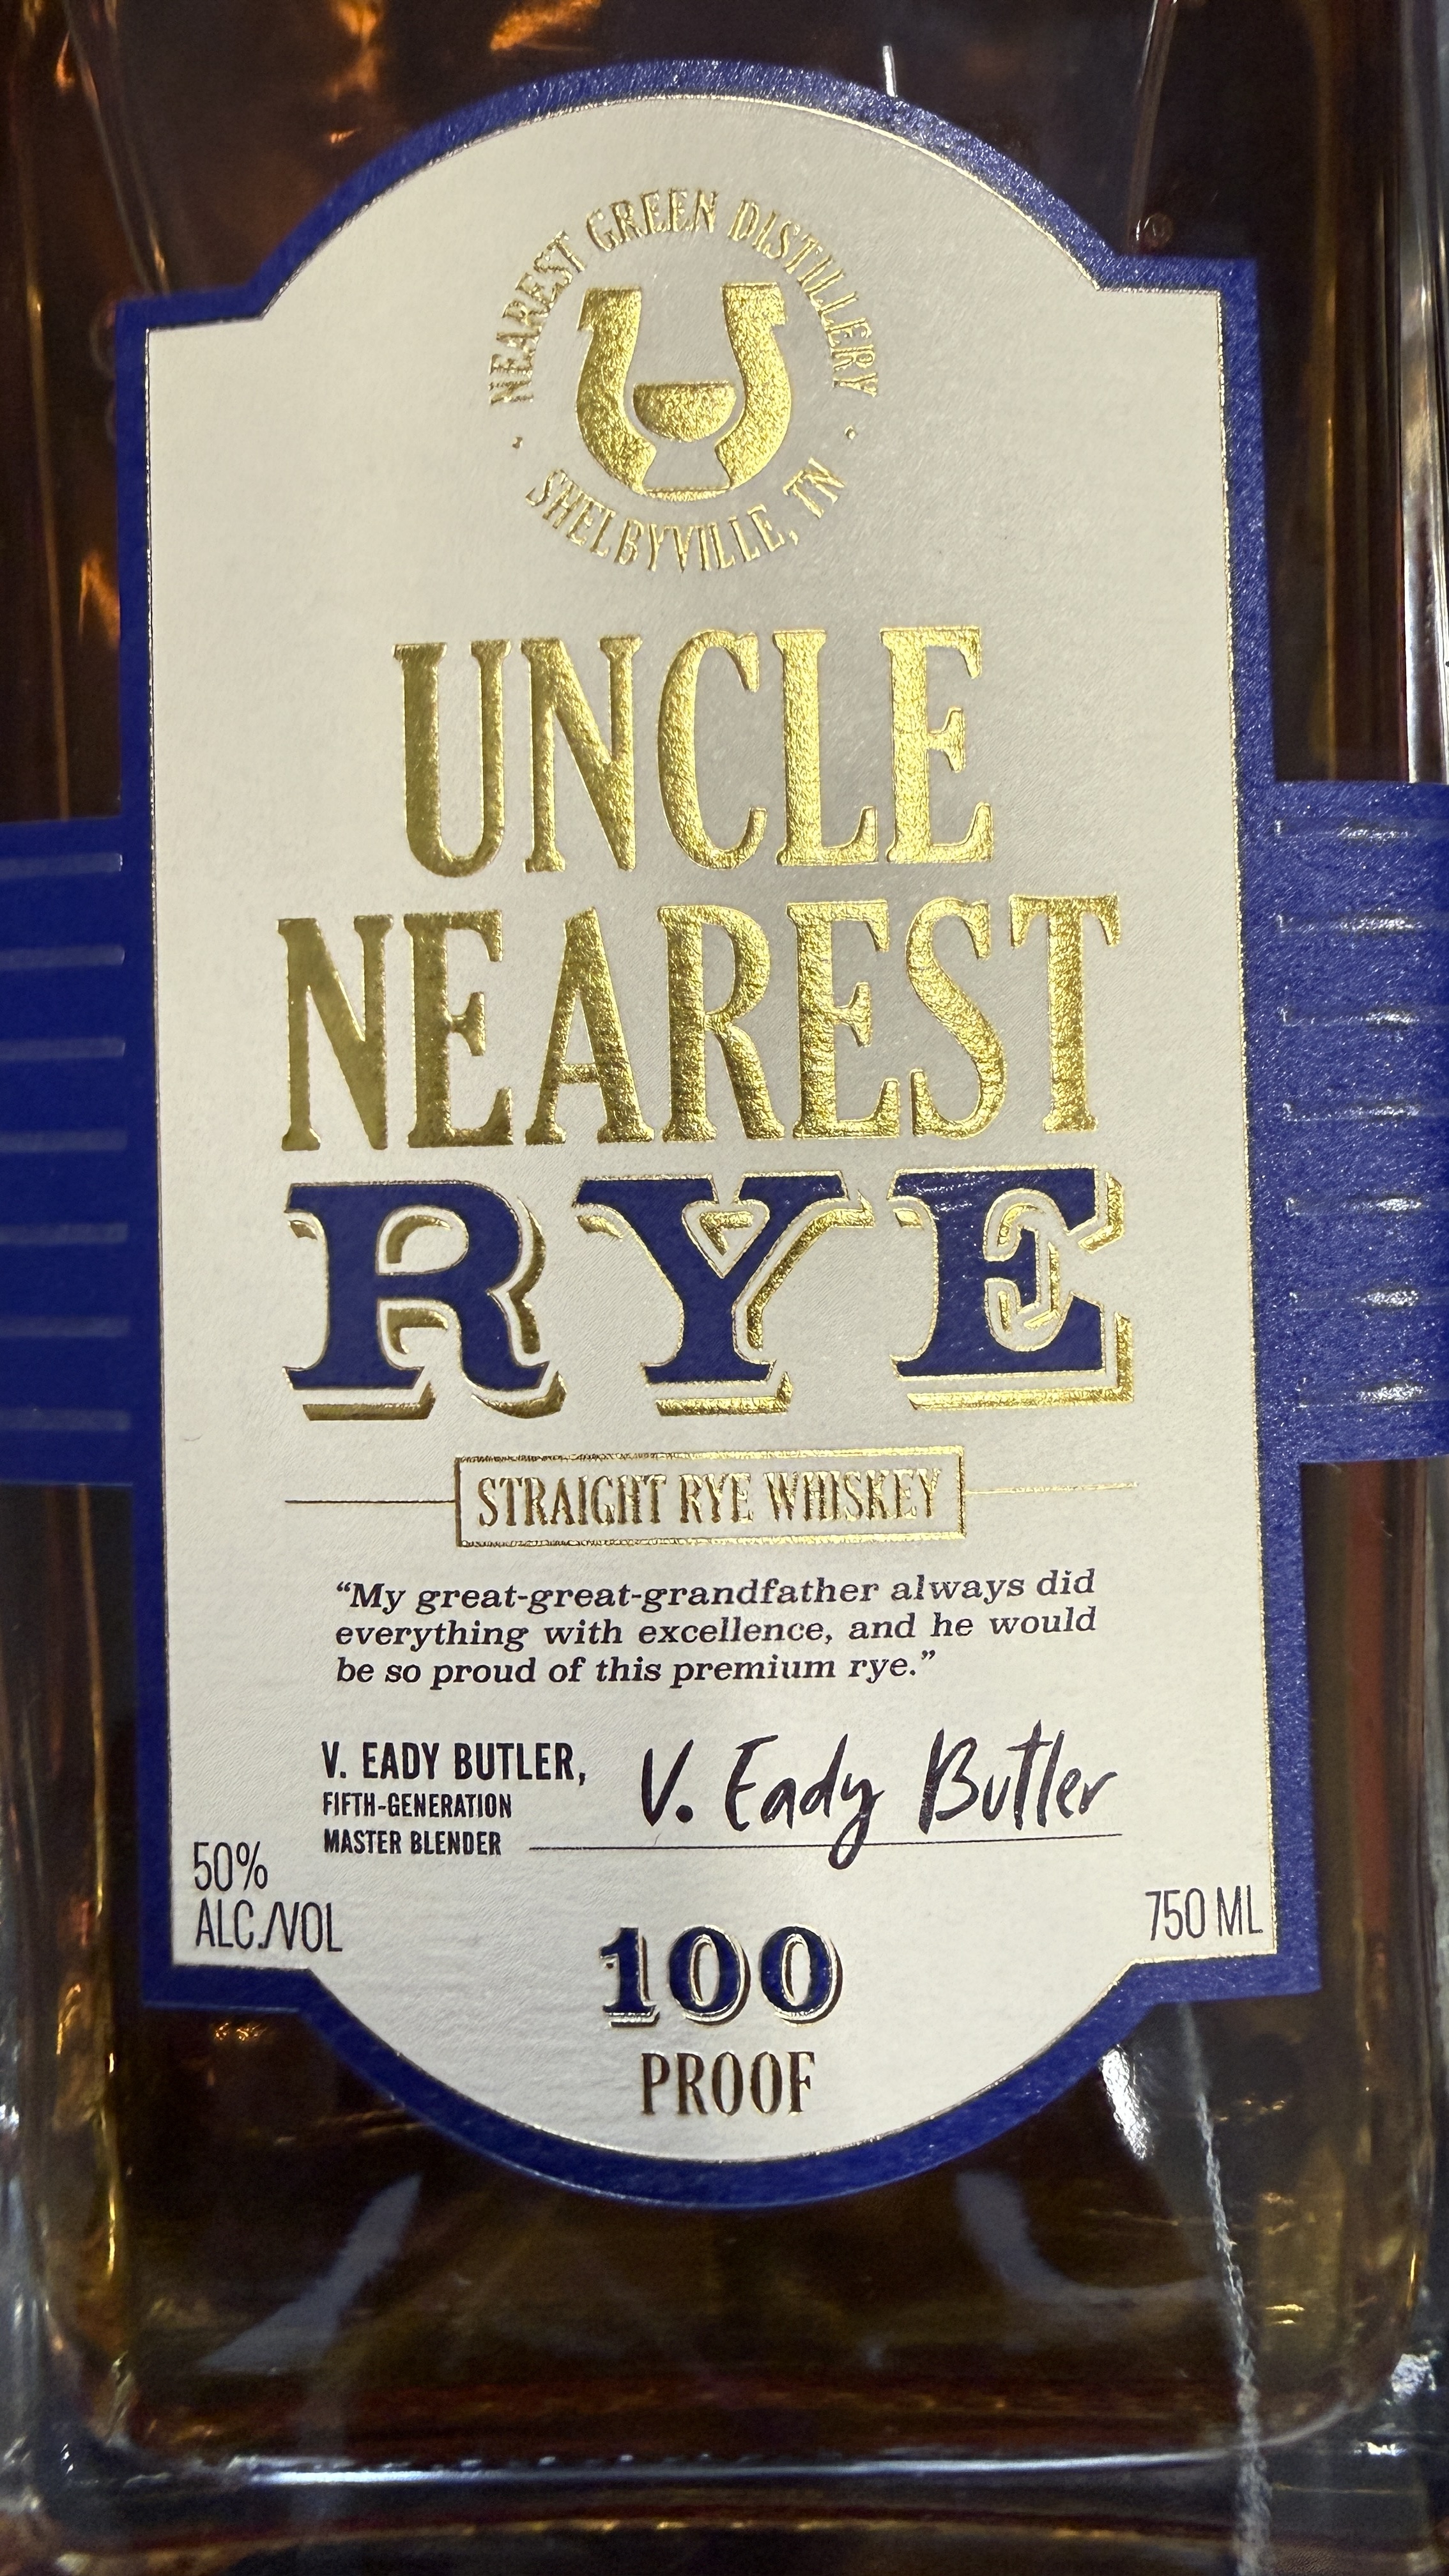 NEAREST GREEN DISTILLERY
SHELBYVILLE, TN
UNCLE
NEAREST
RYE
STRAIGHT RYE WHISKEY
“My great-great-grandfather always did
everything with excellence, and he would
be so proud of this premium rye.”
V. EADY BUTLER,
FIFTH-GENERATION
MASTER BLENDER
V. Eady Butler
50%
ALC./VOL
750 ML
100
PROOF